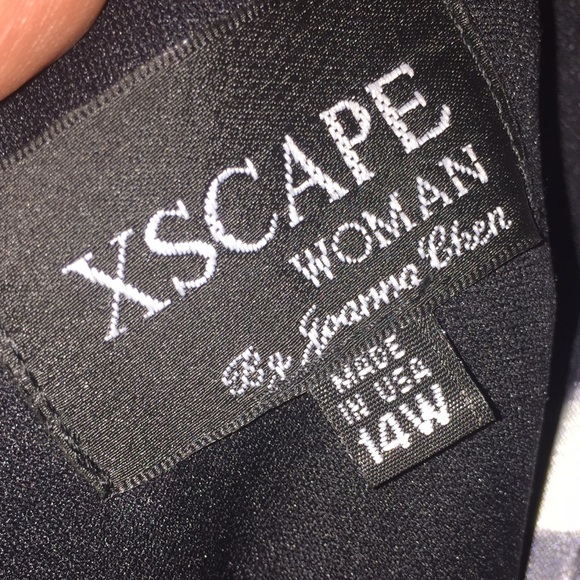 XSCAPE
WOMAN
By Joanna Chen
MADE
IN USA
14W